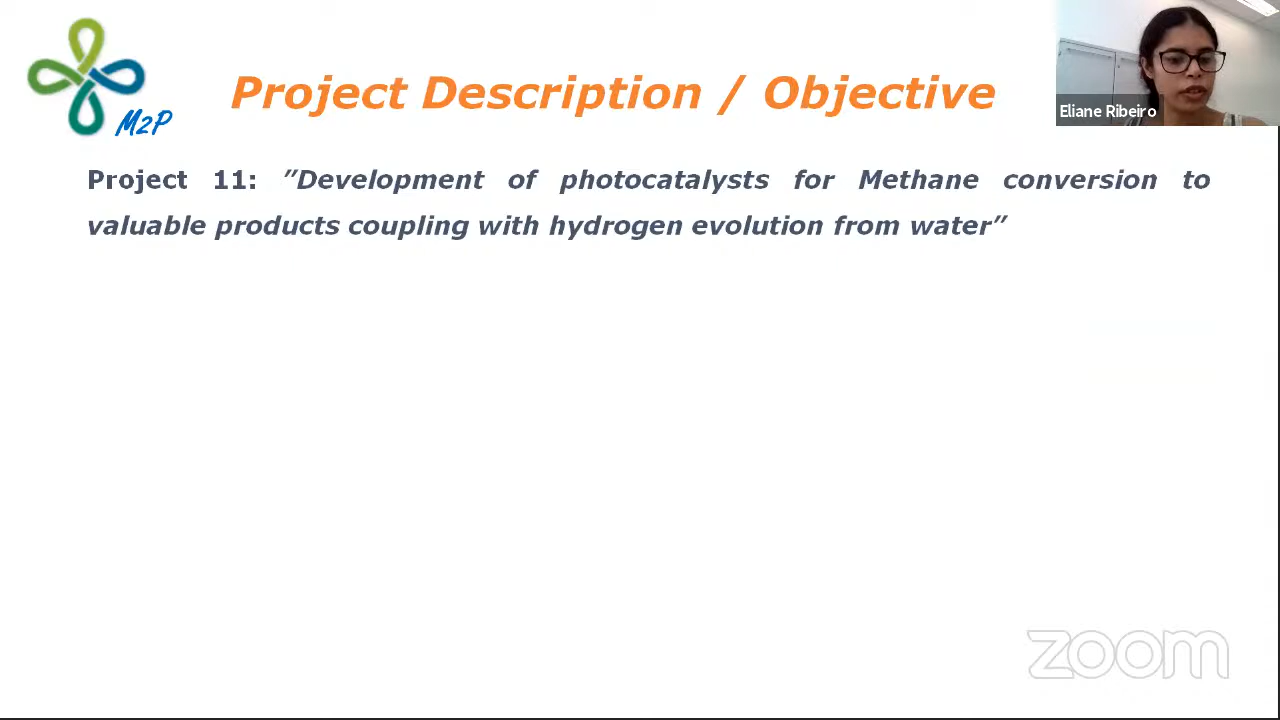 Project Description / Objective
Eliane Ribeiro
M2P
Project 11: ”Development of photocatalysts for Methane conversion to
valuable products coupling with hydrogen evolution from water”
zoom